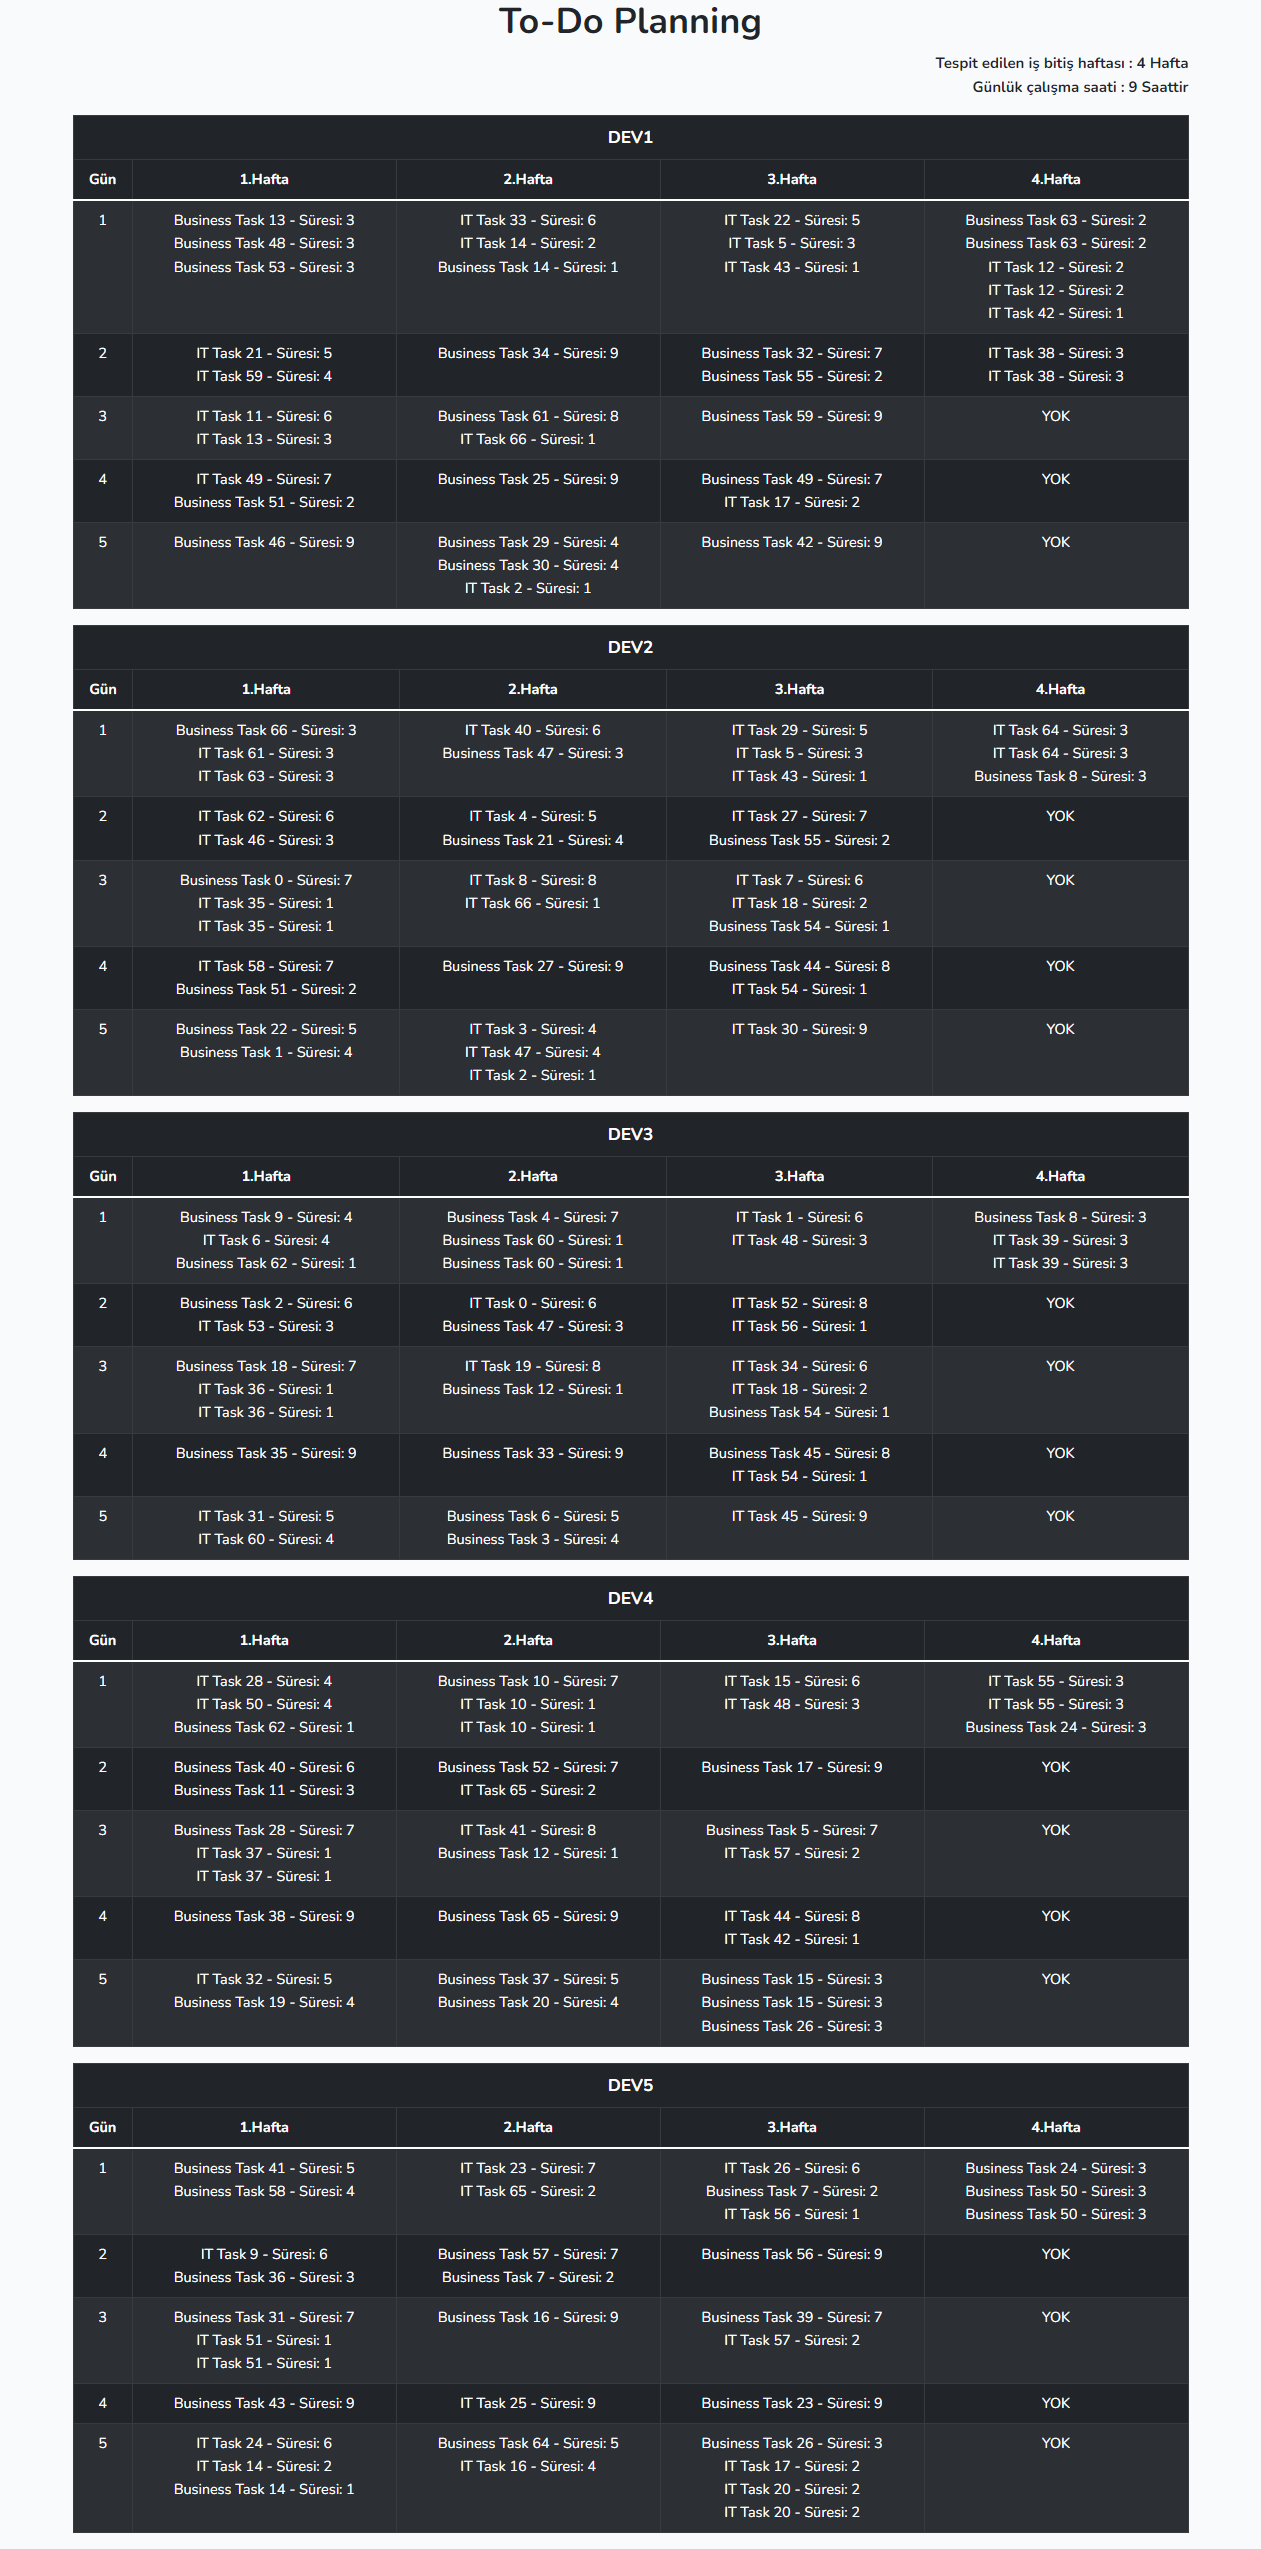 To-Do Planning
Tespit edilen iş bitiş haftası : 4 Hafta
Günlük çalışma saati : 9 Saattir
DEV1
Gün 1.Hafta 2.Hafta 3.Hafta 4.Hafta
1 Business Task 13 - Süresi: 3 IT Task 33 - Süresi: 6 IT Task 22 - Süresi: 5 Business Task 63 - Süresi: 2
Business Task 48 - Süresi: 3 IT Task 14 - Süresi: 2 IT Task 5 - Süresi: 3 Business Task 63 - Süresi: 2
Business Task 53 - Süresi: 3 Business Task 14 - Süresi: 1 IT Task 43 - Süresi: 1 IT Task 12 - Süresi: 2
IT Task 12 - Süresi: 2
IT Task 42 - Süresi: 1
2 IT Task 21 - Süresi: 5 Business Task 34 - Süresi: 9 Business Task 32 - Süresi: 7 IT Task 38 - Süresi: 3
IT Task 59 - Süresi: 4 Business Task 55 - Süresi: 2 IT Task 38 - Süresi: 3
3 IT Task 11 - Süresi: 6 Business Task 61 - Süresi: 8 Business Task 59 - Süresi: 9 YOK
IT Task 13 - Süresi: 3 IT Task 66 - Süresi: 1
4 IT Task 49 - Süresi: 7 Business Task 25 - Süresi: 9 Business Task 49 - Süresi: 7 YOK
Business Task 51 - Süresi: 2 IT Task 17 - Süresi: 2
5 Business Task 46 - Süresi: 9 Business Task 29 - Süresi: 4 Business Task 42 - Süresi: 9 YOK
Business Task 30 - Süresi: 4
IT Task 2 - Süresi: 1
DEV2
Gün 1.Hafta 2.Hafta 3.Hafta 4.Hafta
1 Business Task 66 - Süresi: 3 IT Task 40 - Süresi: 6 IT Task 29 - Süresi: 5 IT Task 64 - Süresi: 3
IT Task 61 - Süresi: 3 Business Task 47 - Süresi: 3 IT Task 5 - Süresi: 3 IT Task 64 - Süresi: 3
IT Task 63 - Süresi: 3 IT Task 43 - Süresi: 1 Business Task 8 - Süresi: 3
2 IT Task 62 - Süresi: 6 IT Task 4 - Süresi: 5 IT Task 27 - Süresi: 7 YOK
IT Task 46 - Süresi: 3 Business Task 21 - Süresi: 4 Business Task 55 - Süresi: 2
3 Business Task 0 - Süresi: 7 IT Task 8 - Süresi: 8 IT Task 7 - Süresi: 6 YOK
IT Task 35 - Süresi: 1 IT Task 66 - Süresi: 1 IT Task 18 - Süresi: 2
IT Task 35 - Süresi: 1 Business Task 54 - Süresi: 1
4 IT Task 58 - Süresi: 7 Business Task 27 - Süresi: 9 Business Task 44 - Süresi: 8 YOK
Business Task 51 - Süresi: 2 IT Task 54 - Süresi: 1
5 Business Task 22 - Süresi: 5 IT Task 3 - Süresi: 4 IT Task 30 - Süresi: 9 YOK
Business Task 1 - Süresi: 4 IT Task 47 - Süresi: 4
IT Task 2 - Süresi: 1
DEV3
Gün 1.Hafta 2.Hafta 3.Hafta 4.Hafta
1 Business Task 9 - Süresi: 4 Business Task 4 - Süresi: 7 IT Task 1 - Süresi: 6 Business Task 8 - Süresi: 3
IT Task 6 - Süresi: 4 Business Task 60 - Süresi: 1 IT Task 48 - Süresi: 3 IT Task 39 - Süresi: 3
Business Task 62 - Süresi: 1 Business Task 60 - Süresi: 1 IT Task 39 - Süresi: 3
2 Business Task 2 - Süresi: 6 IT Task 0 - Süresi: 6 IT Task 52 - Süresi: 8 YOK
IT Task 53 - Süresi: 3 Business Task 47 - Süresi: 3 IT Task 56 - Süresi: 1
3 Business Task 18 - Süresi: 7 IT Task 19 - Süresi: 8 IT Task 34 - Süresi: 6 YOK
IT Task 36 - Süresi: 1 Business Task 12 - Süresi: 1 IT Task 18 - Süresi: 2
IT Task 36 - Süresi: 1 Business Task 54 - Süresi: 1
4 Business Task 35 - Süresi: 9 Business Task 33 - Süresi: 9 Business Task 45 - Süresi: 8 YOK
IT Task 54 - Süresi: 1
5 IT Task 31 - Süresi: 5 Business Task 6 - Süresi: 5 IT Task 45 - Süresi: 9 YOK
IT Task 60 - Süresi: 4 Business Task 3 - Süresi: 4
DEV4
Gün 1.Hafta 2.Hafta 3.Hafta 4.Hafta
1 IT Task 28 - Süresi: 4 Business Task 10 - Süresi: 7 IT Task 15 - Süresi: 6 IT Task 55 - Süresi: 3
IT Task 50 - Süresi: 4 IT Task 10 - Süresi: 1 IT Task 48 - Süresi: 3 IT Task 55 - Süresi: 3
Business Task 62 - Süresi: 1 IT Task 10 - Süresi: 1 Business Task 24 - Süresi: 3
2 Business Task 40 - Süresi: 6 Business Task 52 - Süresi: 7 Business Task 17 - Süresi: 9 YOK
Business Task 11 - Süresi: 3 IT Task 65 - Süresi: 2
3 Business Task 28 - Süresi: 7 IT Task 41 - Süresi: 8 Business Task 5 - Süresi: 7 YOK
IT Task 37 - Süresi: 1 Business Task 12 - Süresi: 1 IT Task 57 - Süresi: 2
IT Task 37 - Süresi: 1
4 Business Task 38 - Süresi: 9 Business Task 65 - Süresi: 9 IT Task 44 - Süresi: 8 YOK
IT Task 42 - Süresi: 1
5 IT Task 32 - Süresi: 5 Business Task 37 - Süresi: 5 Business Task 15 - Süresi: 3 YOK
Business Task 19 - Süresi: 4 Business Task 20 - Süresi: 4 Business Task 15 - Süresi: 3
Business Task 26 - Süresi: 3
DEV5
Gün 1.Hafta 2.Hafta 3.Hafta 4.Hafta
1 Business Task 41 - Süresi: 5 IT Task 23 - Süresi: 7 IT Task 26 - Süresi: 6 Business Task 24 - Süresi: 3
Business Task 58 - Süresi: 4 IT Task 65 - Süresi: 2 Business Task 7 - Süresi: 2 Business Task 50 - Süresi: 3
IT Task 56 - Süresi: 1 Business Task 50 - Süresi: 3
2 IT Task 9 - Süresi: 6 Business Task 57 - Süresi: 7 Business Task 56 - Süresi: 9 YOK
Business Task 36 - Süresi: 3 Business Task 7 - Süresi: 2
3 Business Task 31 - Süresi: 7 Business Task 16 - Süresi: 9 Business Task 39 - Süresi: 7 YOK
IT Task 51 - Süresi: 1 IT Task 57 - Süresi: 2
IT Task 51 - Süresi: 1
4 Business Task 43 - Süresi: 9 IT Task 25 - Süresi: 9 Business Task 23 - Süresi: 9 YOK
5 IT Task 24 - Süresi: 6 Business Task 64 - Süresi: 5 Business Task 26 - Süresi: 3 YOK
IT Task 14 - Süresi: 2 IT Task 16 - Süresi: 4 IT Task 17 - Süresi: 2
Business Task 14 - Süresi: 1 IT Task 20 - Süresi: 2
IT Task 20 - Süresi: 2